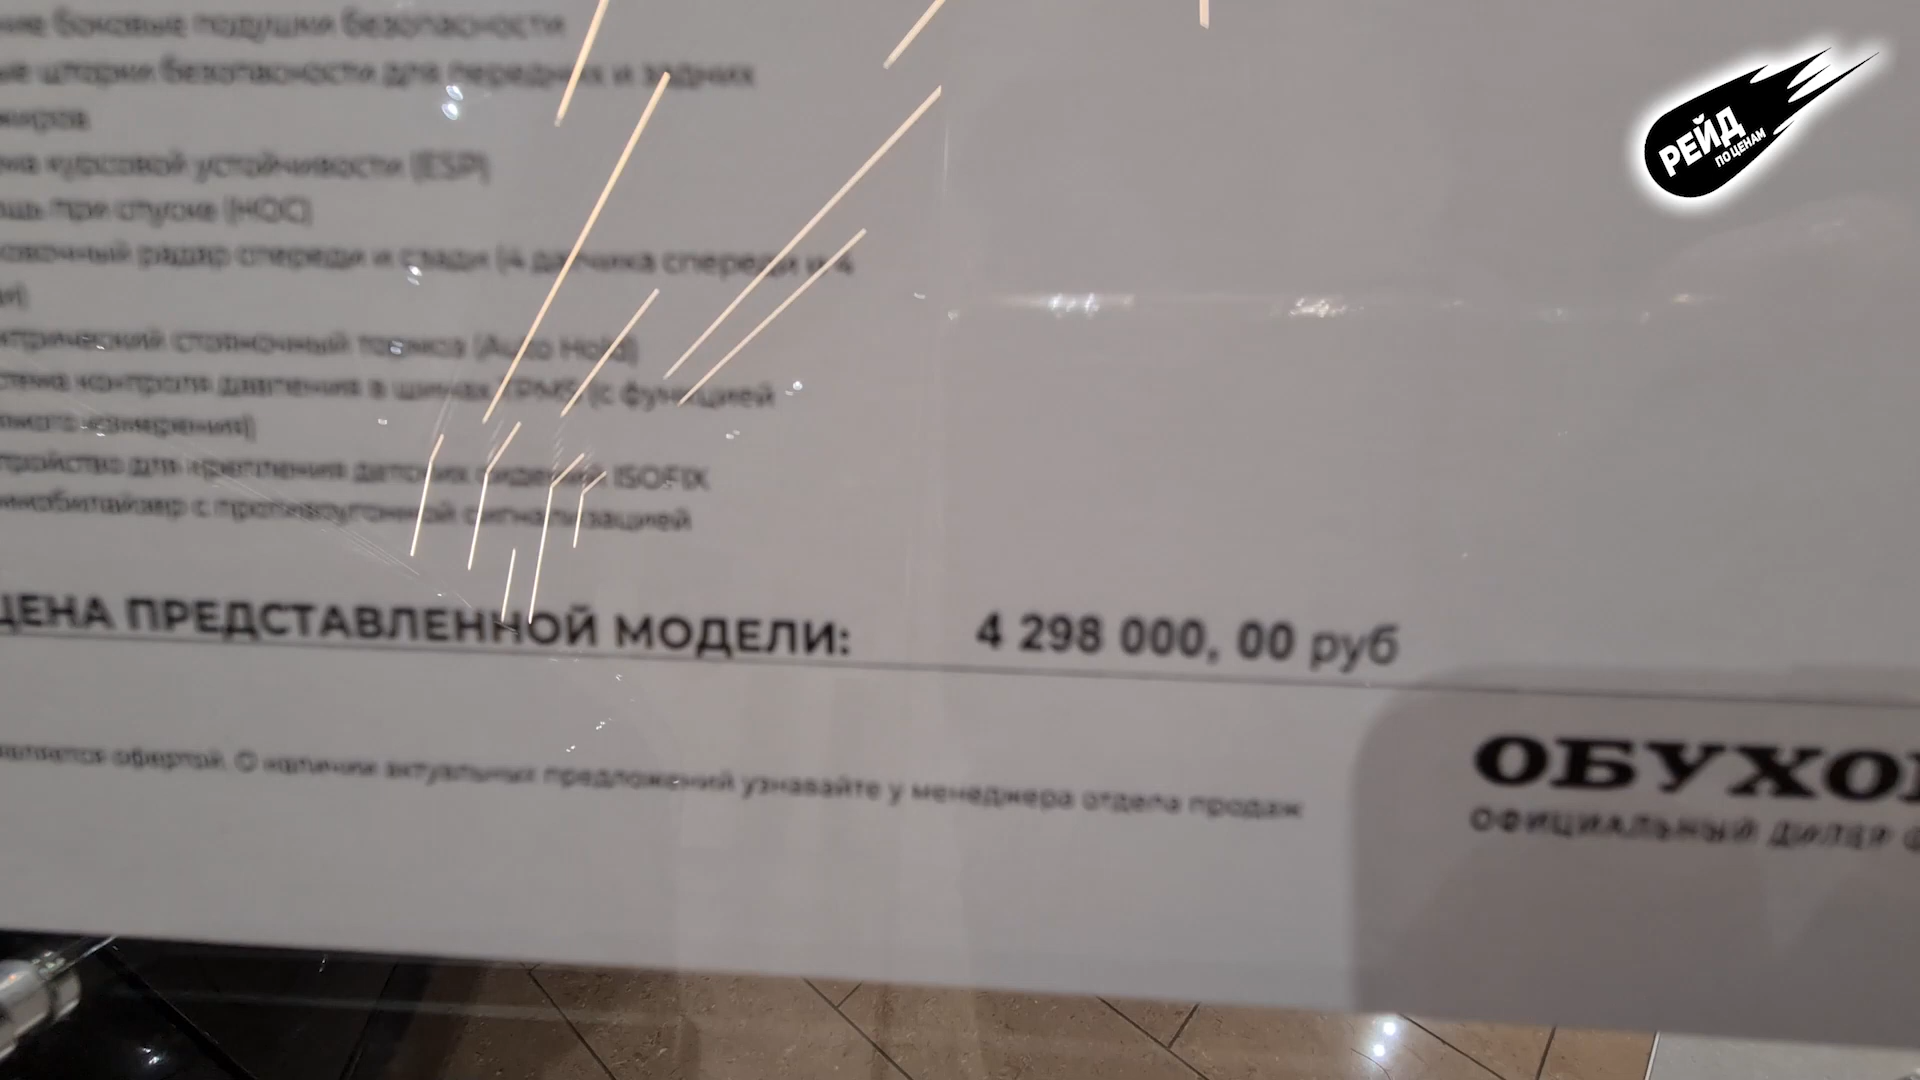 боковые подушки безопасности
шторки безопасности для передних и задних
курсовой устойчивости (ESP)
при спуске (HDC)
радар спереди и сзади (4 датчика спереди и 4
стояночный тормоз (Auto Hold)
контроля давления в шинах TPMS (с функцией
измерения)
для крепления детских сидений ISOFIX
с противоугонной сигнализацией
ЦЕНА ПРЕДСТАВЛЕННОЙ МОДЕЛИ: 4 298 000, 00 руб
является офертой. О наличии актуальных предложений узнавайте у менеджера отдела продаж
ОБУХО
ОФИЦИАЛЬНЫЙ ДИЛЕР
РЕЙД
ПО ЦЕНАМ